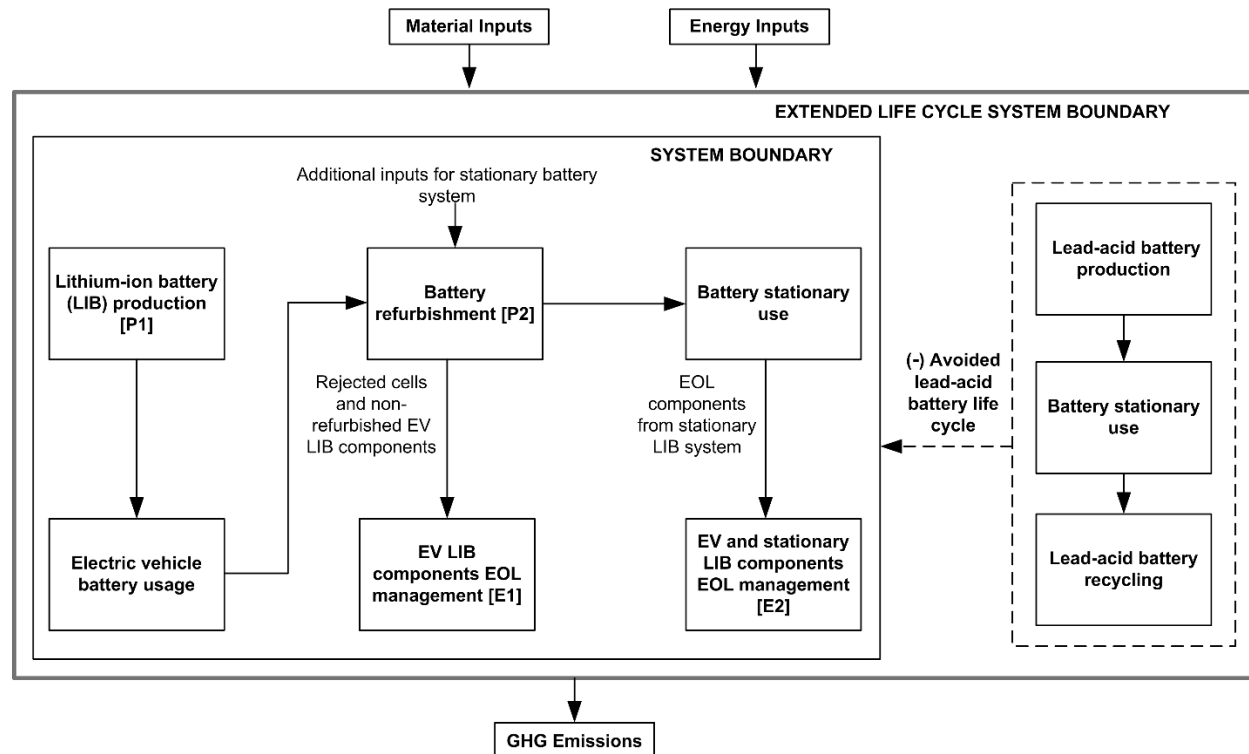 Material Inputs
Energy Inputs
EXTENDED LIFE CYCLE SYSTEM BOUNDARY
SYSTEM BOUNDARY
Additional inputs for stationary battery
system
Lithium-ion battery
(LIB) production
[P1]
Battery
refurbishment [P2]
Battery stationary
use
Rejected cells
and non-
refurbished EV
LIB components
EOL
components
from stationary
LIB system
Electric vehicle
battery usage
EV LIB
components EOL
management [E1]
EV and stationary
LIB components
EOL management
[E2]
(-) Avoided
lead-acid
battery life
cycle
Lead-acid battery
production
Battery stationary
use
Lead-acid battery
recycling
GHG Emissions